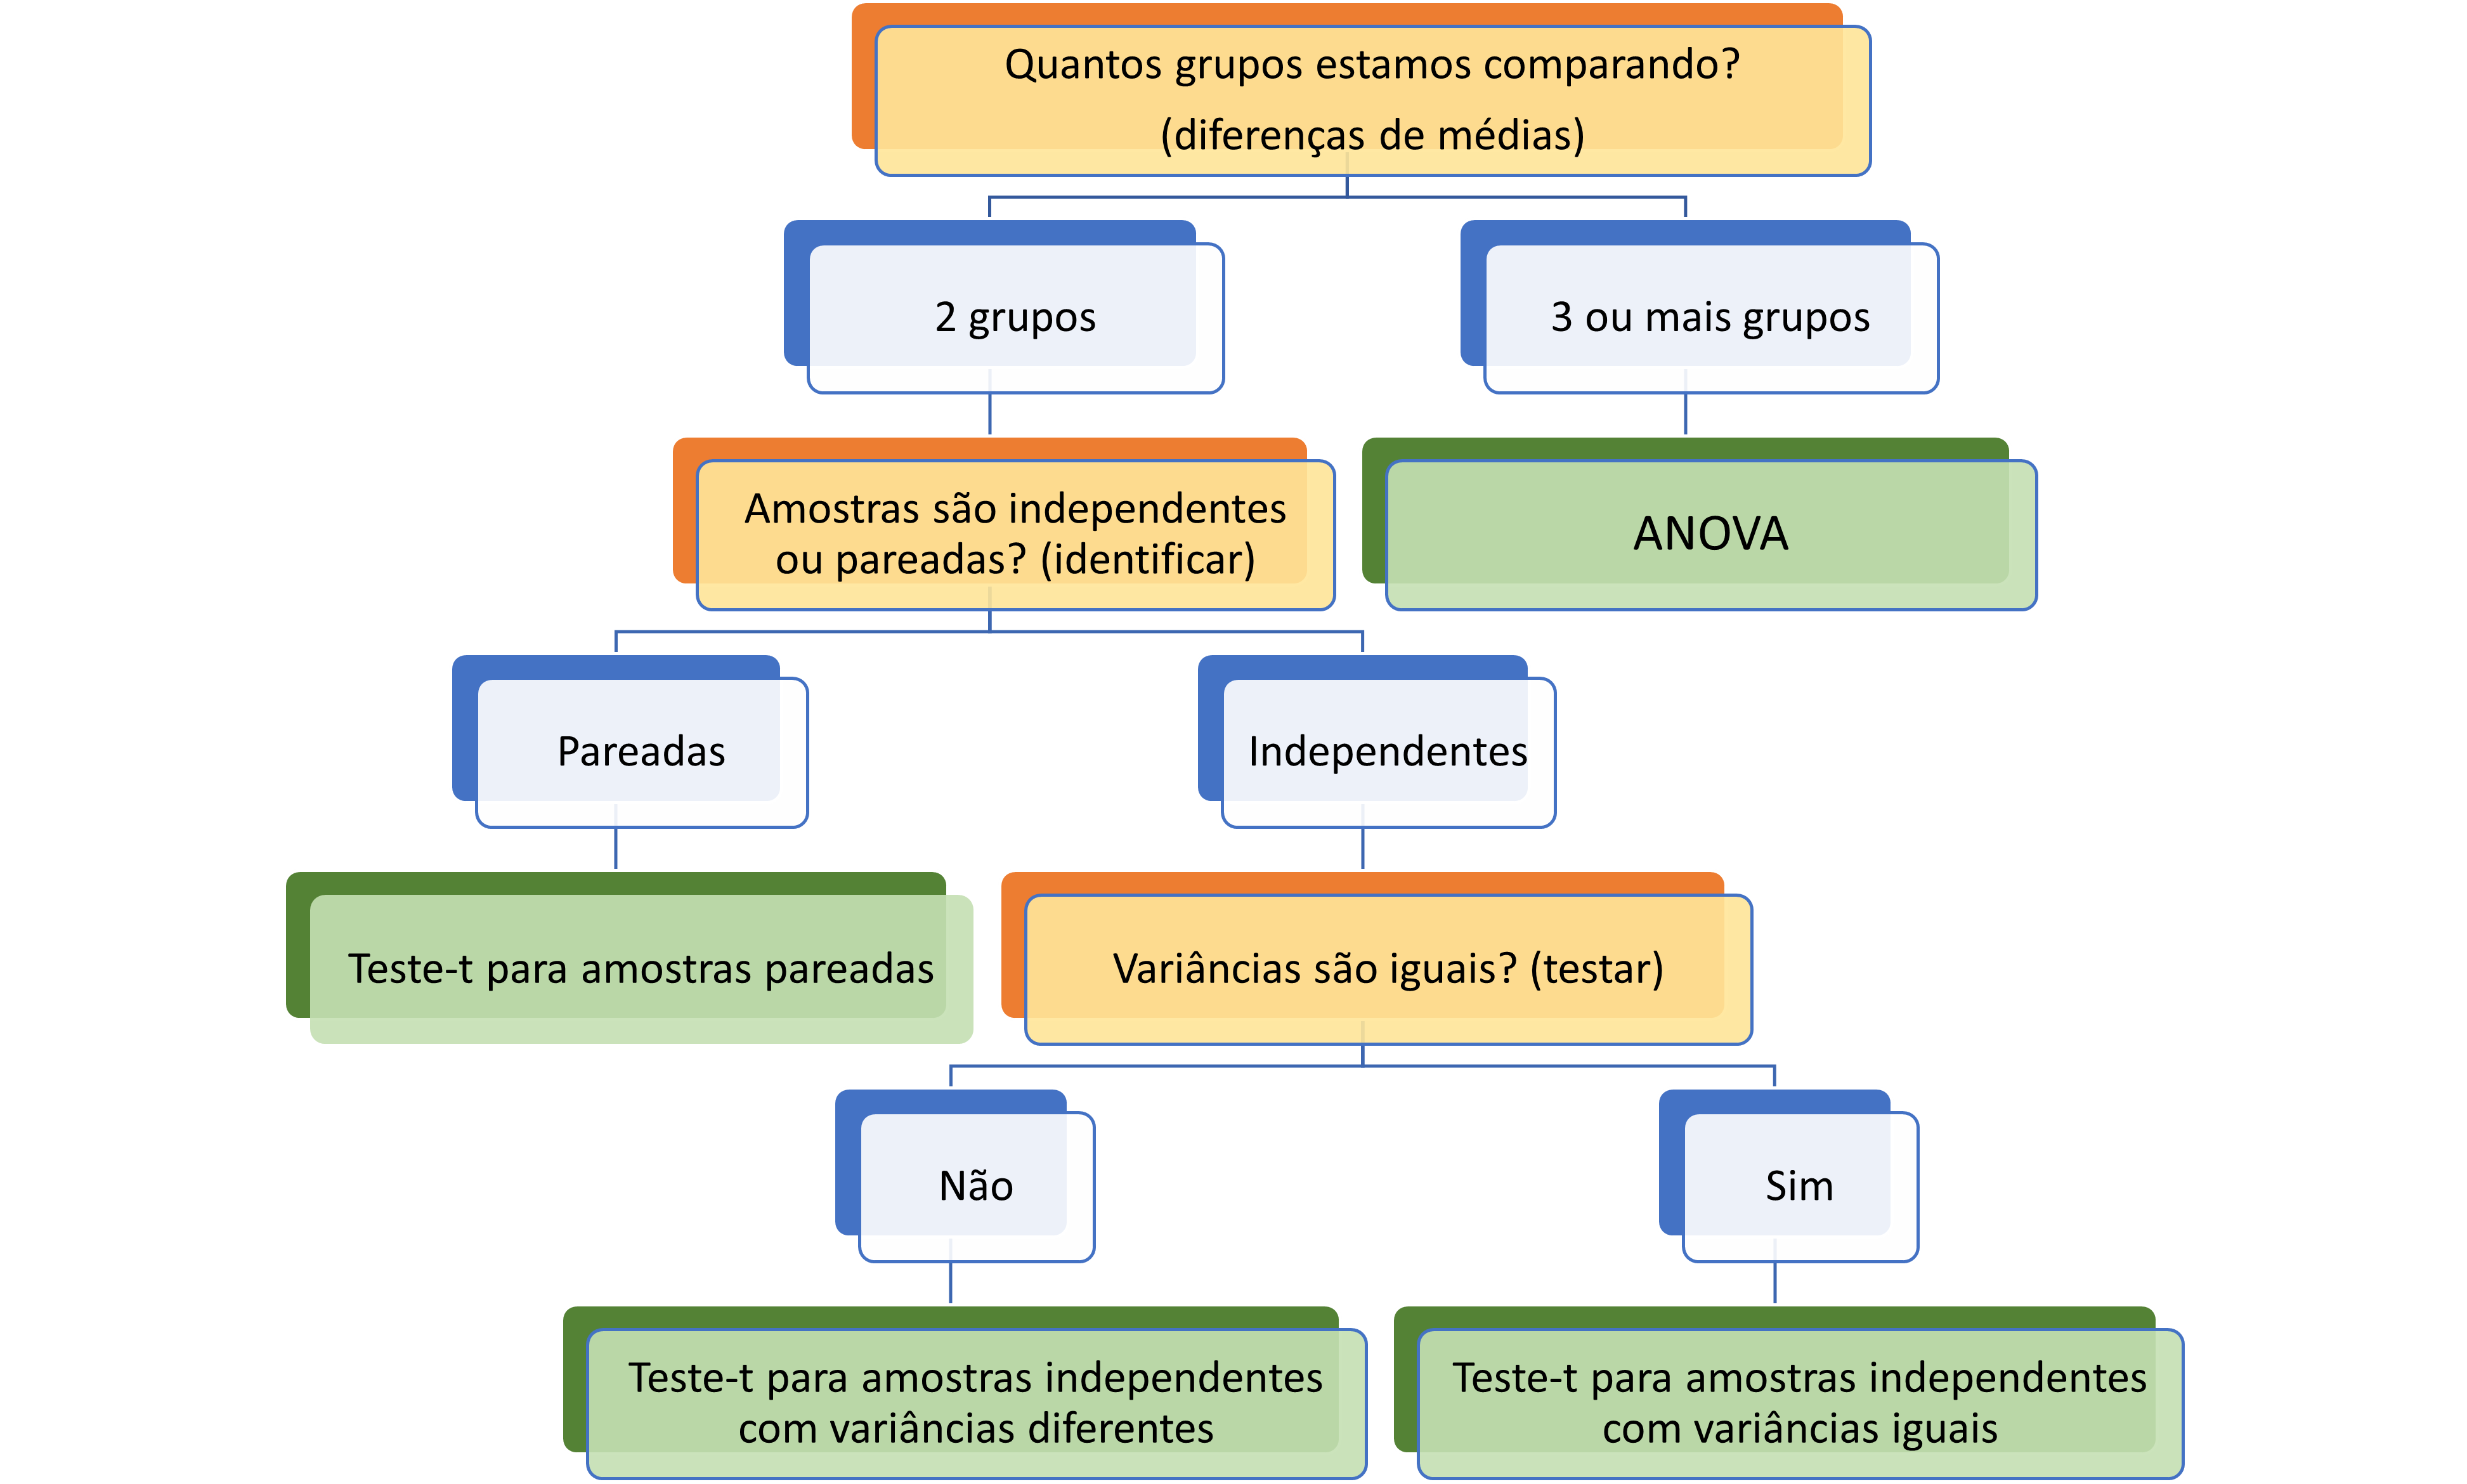 Quantos grupos estamos comparando?
(diferenças de médias)
2 grupos
3 ou mais grupos
Amostras são independentes
ou pareadas? (identificar)
ANOVA
Pareadas
Independentes
Teste-t para amostras pareadas
Variâncias são iguais? (testar)
Não
Sim
Teste-t para amostras independentes
com variâncias diferentes
Teste-t para amostras independentes
com variâncias iguais